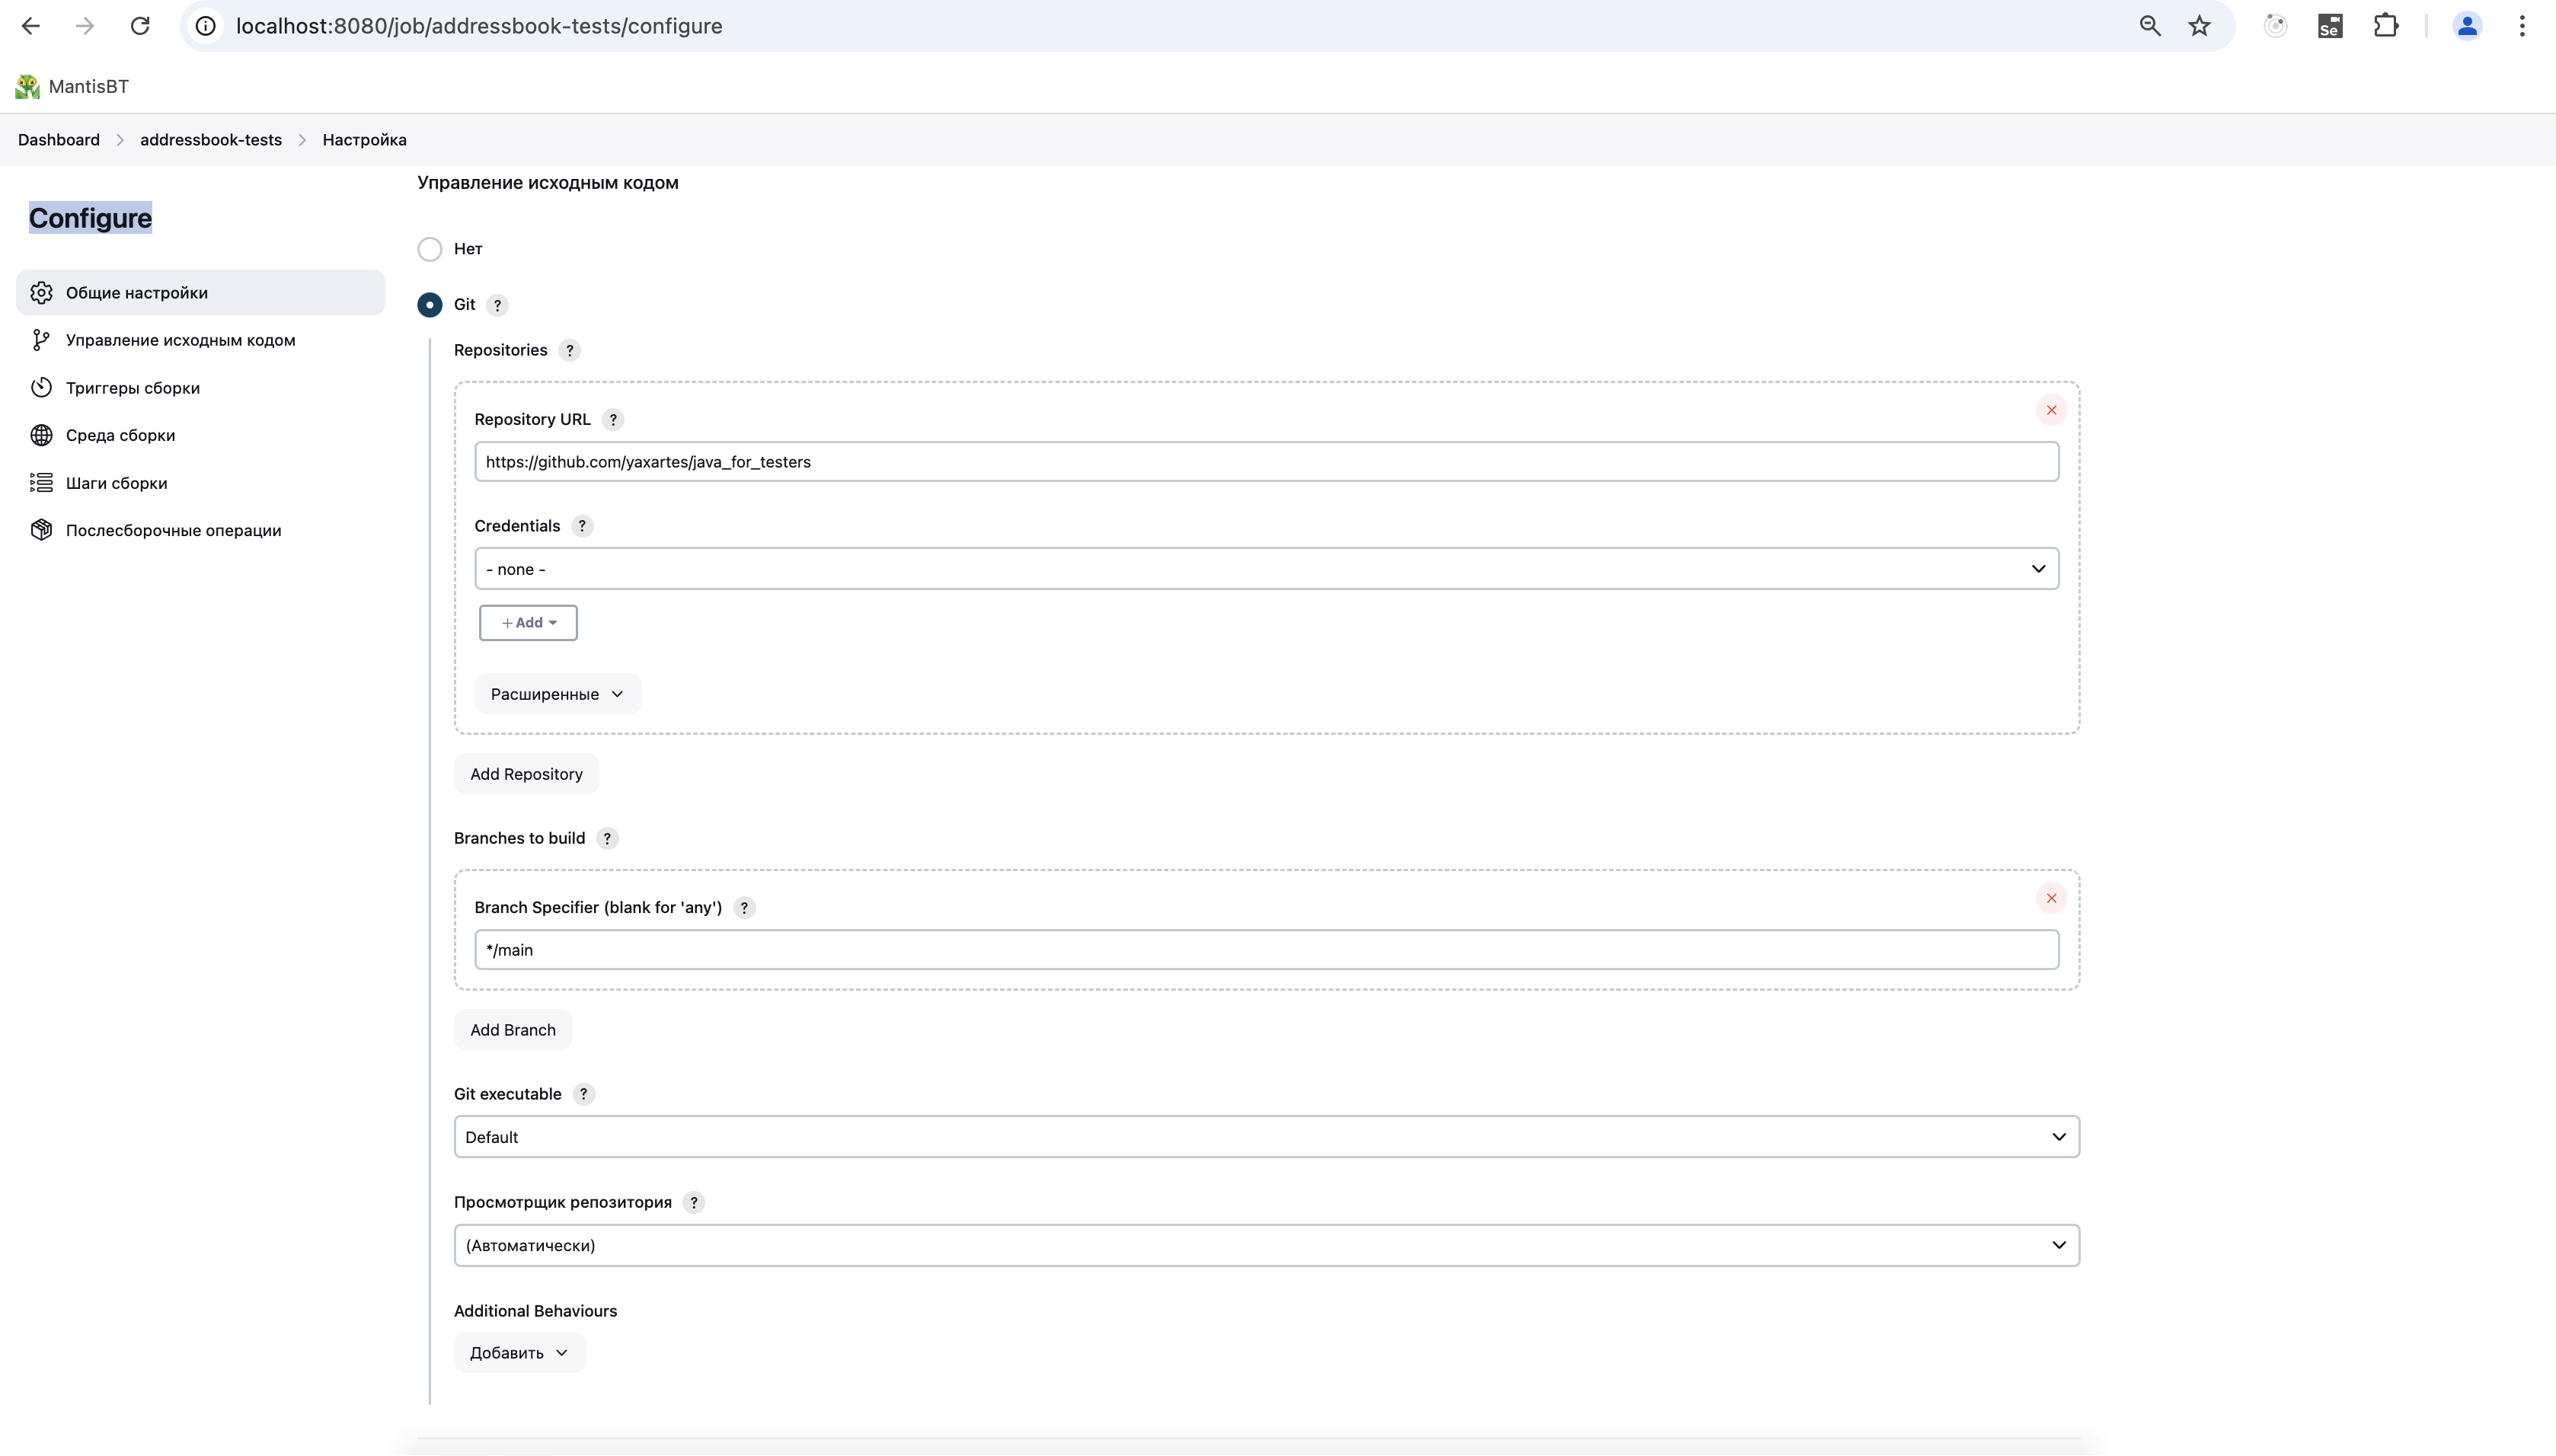 localhost:8080/job/addressbook-tests/configure
Se
MantisBT
Dashboard > addressbook-tests > Настройка
Configure
Общие настройки
Управление исходным кодом
Триггеры сборки
Среда сборки
Шаги сборки
Послесборочные операции
Управление исходным кодом
Нет
Git ?
Repositories ?
Repository URL ?
https://github.com/yaxartes/java_for_testers
Credentials ?
- none -
+ Add
Расширенные
Add Repository
Branches to build ?
Branch Specifier (blank for 'any') ?
*/main
Add Branch
Git executable ?
Default
Просмотрщик репозитория ?
(Автоматически)
Additional Behaviours
Добавить